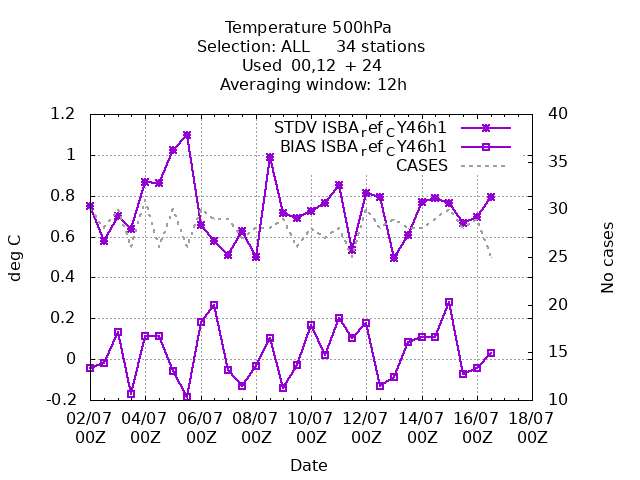 Temperature 500hPa
Selection: ALL     34 stations
Used  00,12  + 24
Averaging window: 12h
STDV ISBA_ref_CY46h1
BIAS ISBA_ref_CY46h1
CASES
deg C
1.2
1
0.8
0.6
0.4
0.2
0
-0.2
No cases
40
35
30
25
20
15
10
02/07 04/07 06/07 08/07 10/07 12/07 14/07 16/07 18/07
00Z 00Z 00Z 00Z 00Z 00Z 00Z 00Z 00Z
Date